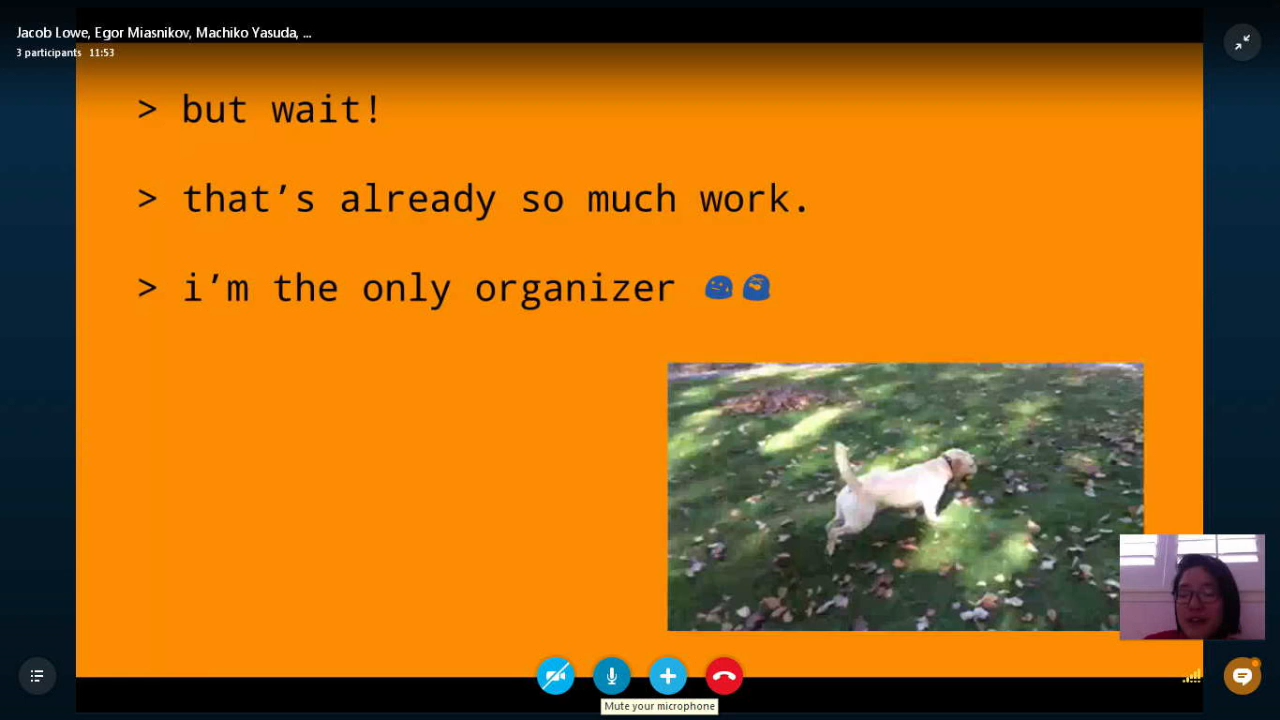 Jacob Lowe, Egor Miasnikov, Machiko Yasuda, ...
3 participants 11:53
> but wait!
> that’s already so much work.
> i’m the only organizer
Mute your microphone